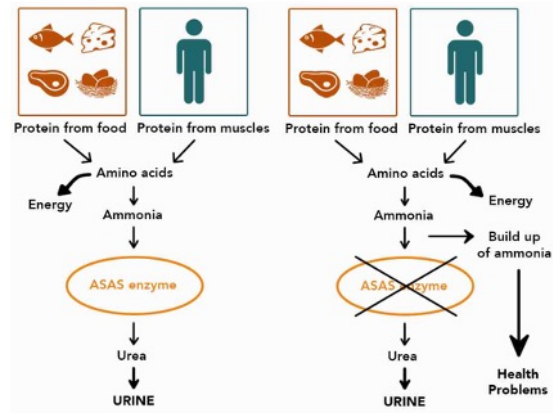 Protein from food
Protein from muscles
Amino acids
Energy
Ammonia
ASAS enzyme
Urea
URINE
Protein from food
Protein from muscles
Amino acids
Energy
Ammonia
Build up
of ammonia
ASAS enzyme
Urea
URINE
Health
Problems